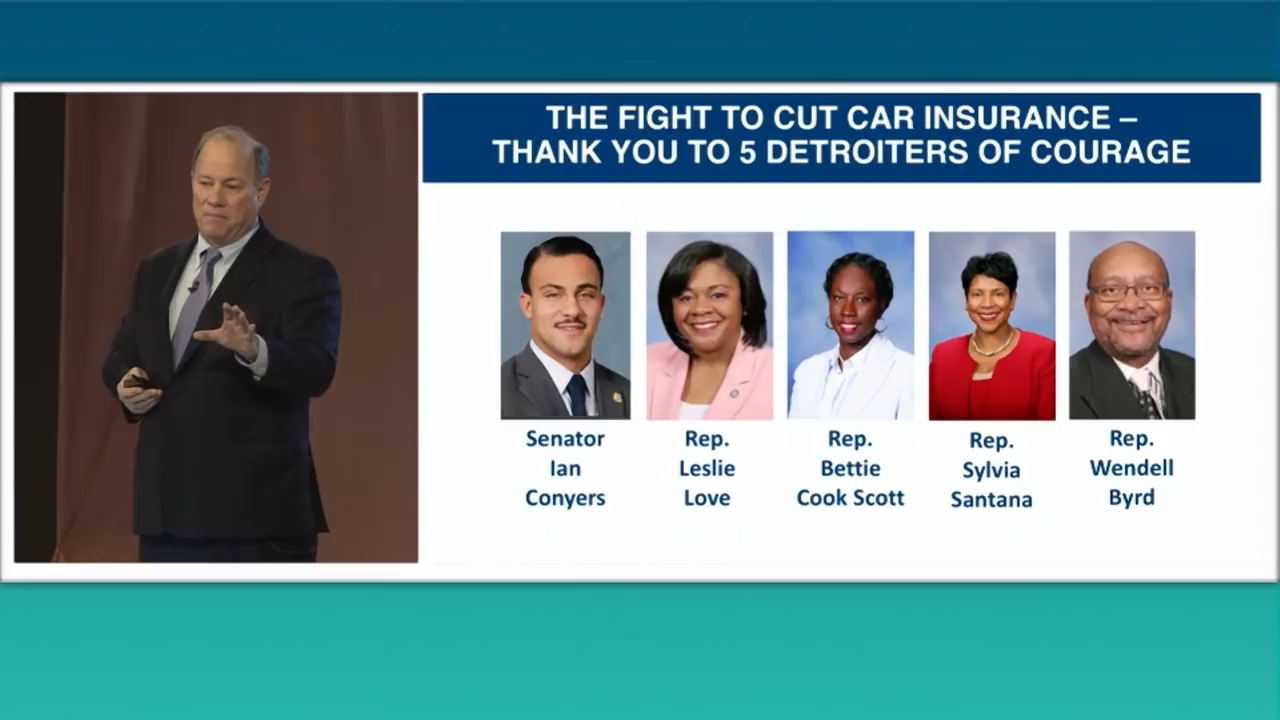 THE FIGHT TO CUT CAR INSURANCE –
THANK YOU TO 5 DETROITERS OF COURAGE
Senator
Ian
Conyers
Rep.
Leslie
Love
Rep.
Bettie
Cook Scott
Rep.
Sylvia
Santana
Rep.
Wendell
Byrd